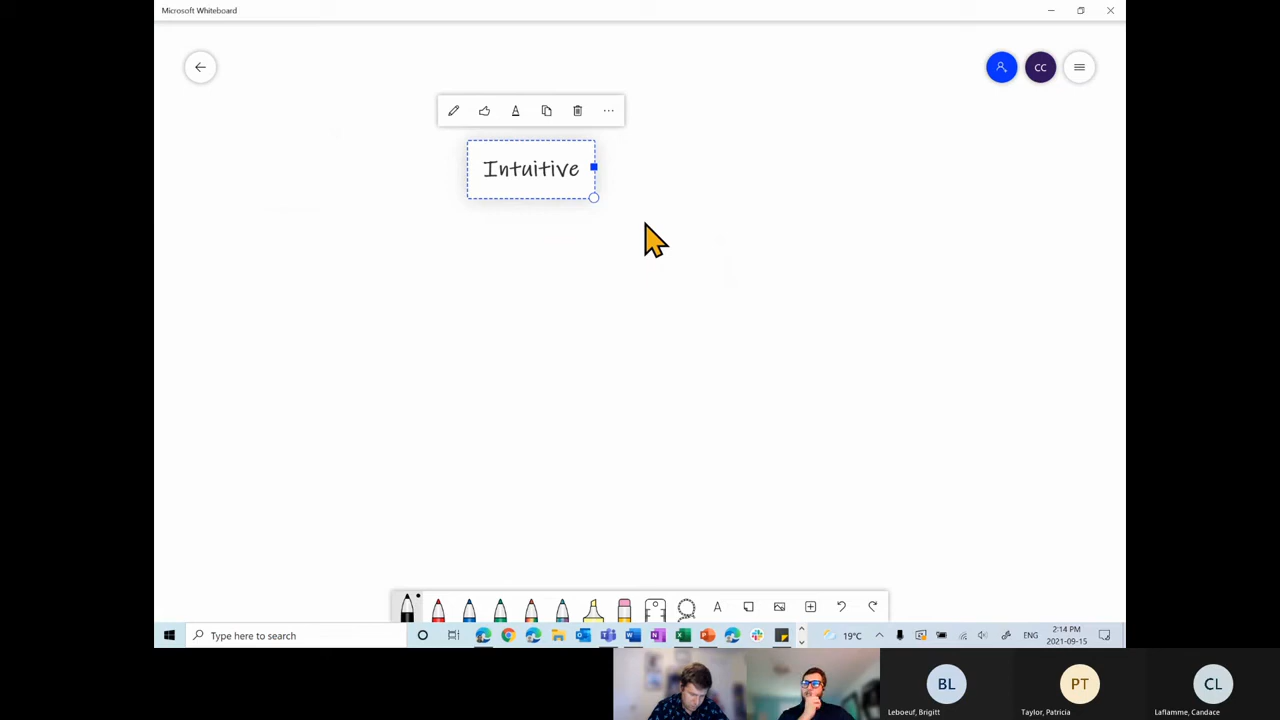 Microsoft Whiteboard
CC
A
Intuitive
A
Type here to search
19°C
ENG
2:14 PM
2021-09-15
BL
PT
CL
Leboeuf, Brigitt
Taylor, Patricia
Laflamme, Candace